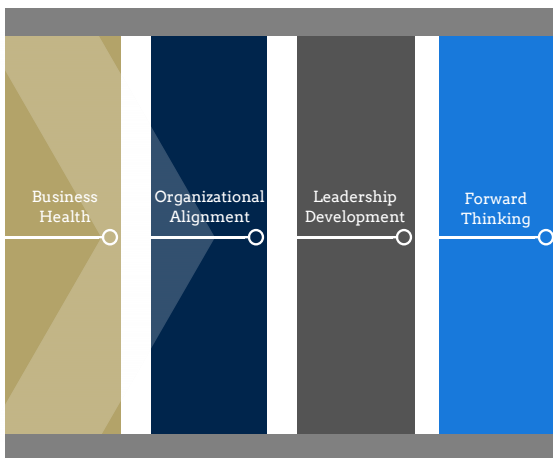 Business
Health
Organizational
Alignment
Leadership
Development
Forward
Thinking